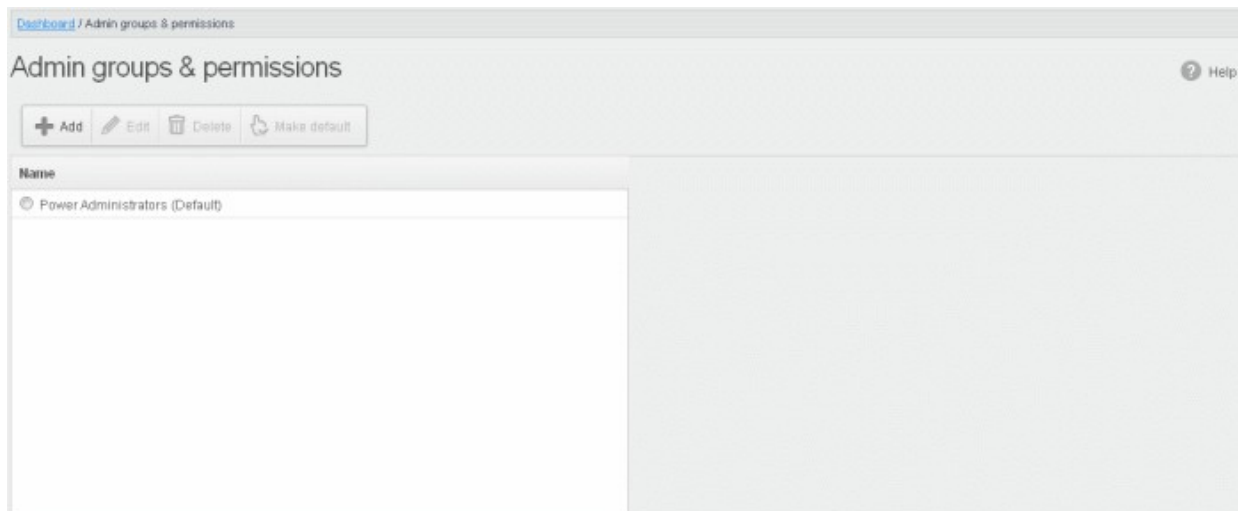 Dashboard / Admin groups & permissions
Admin groups & permissions
Help
Add Edit Delete Make default
Name
Power Administrators (Default)